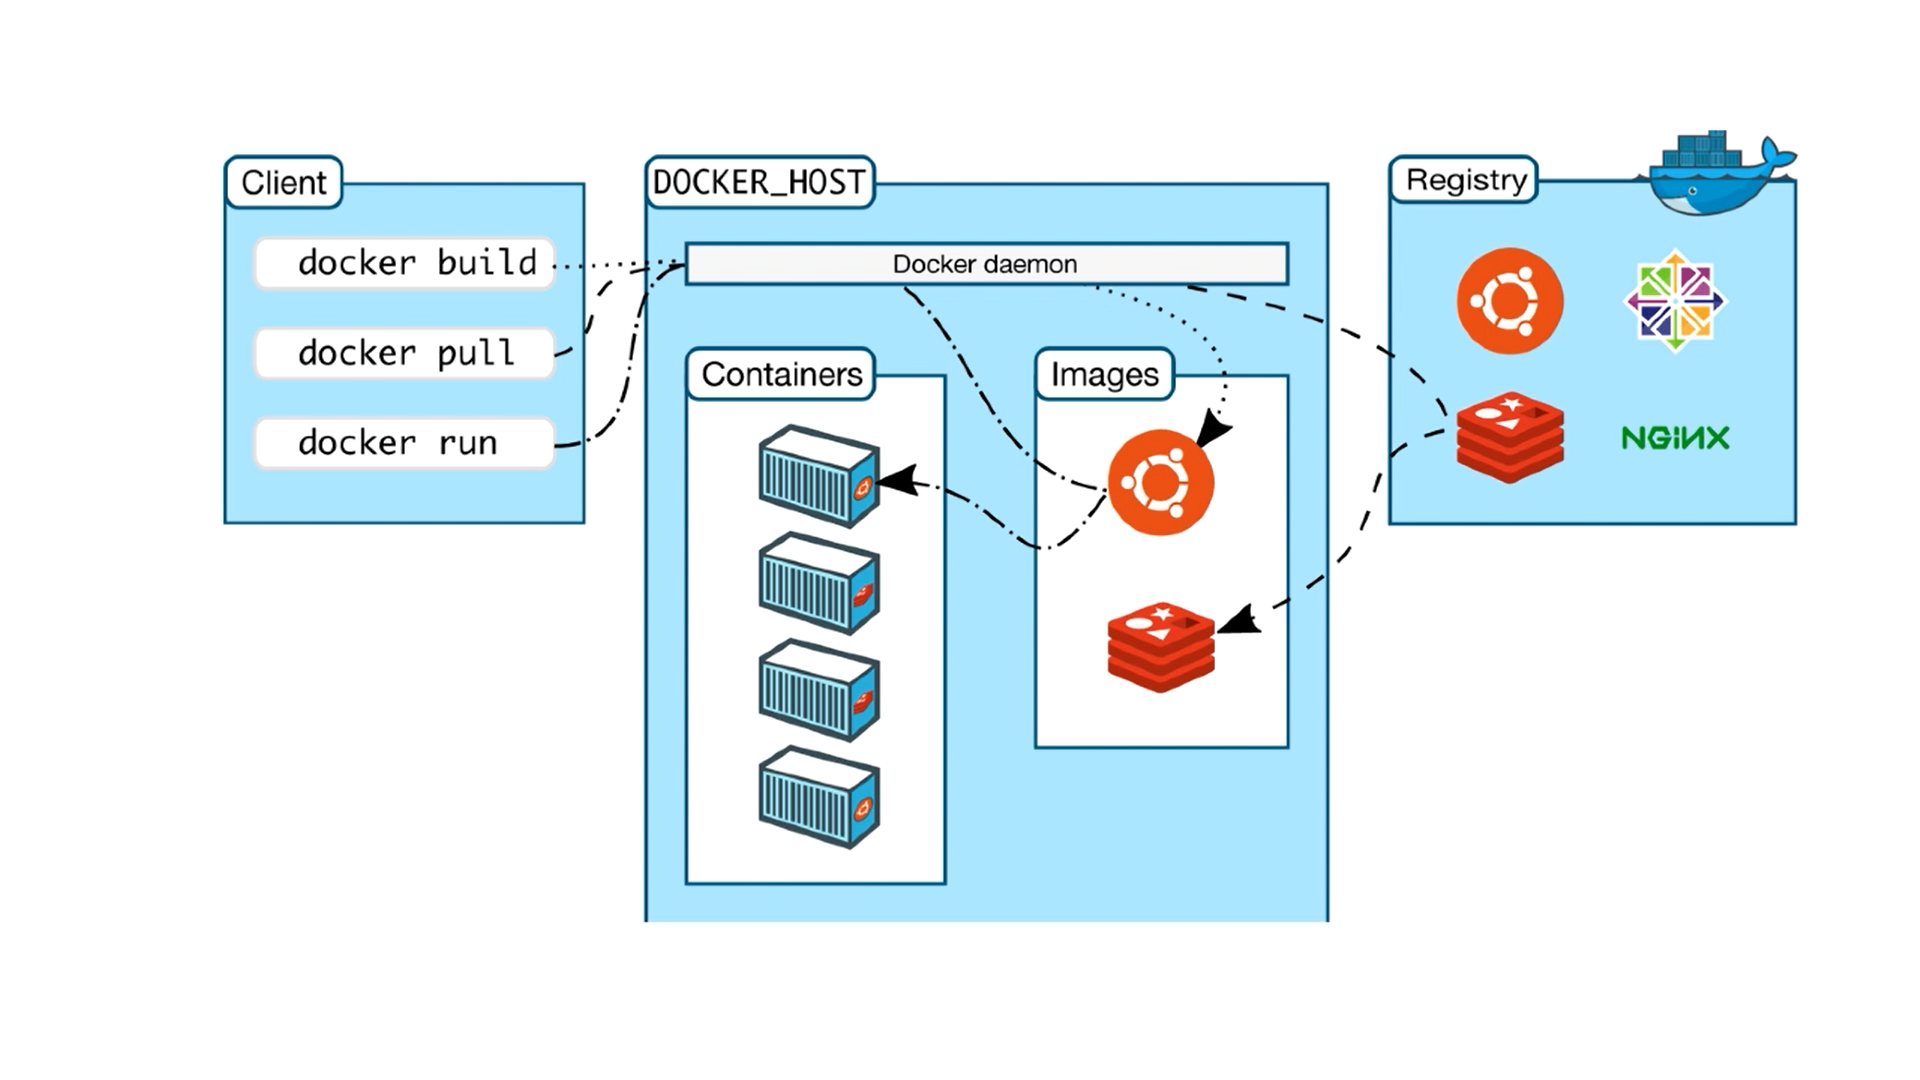 Client
docker build
docker pull
docker run
DOCKER_HOST
Docker daemon
Containers
Images
Registry
NGINX